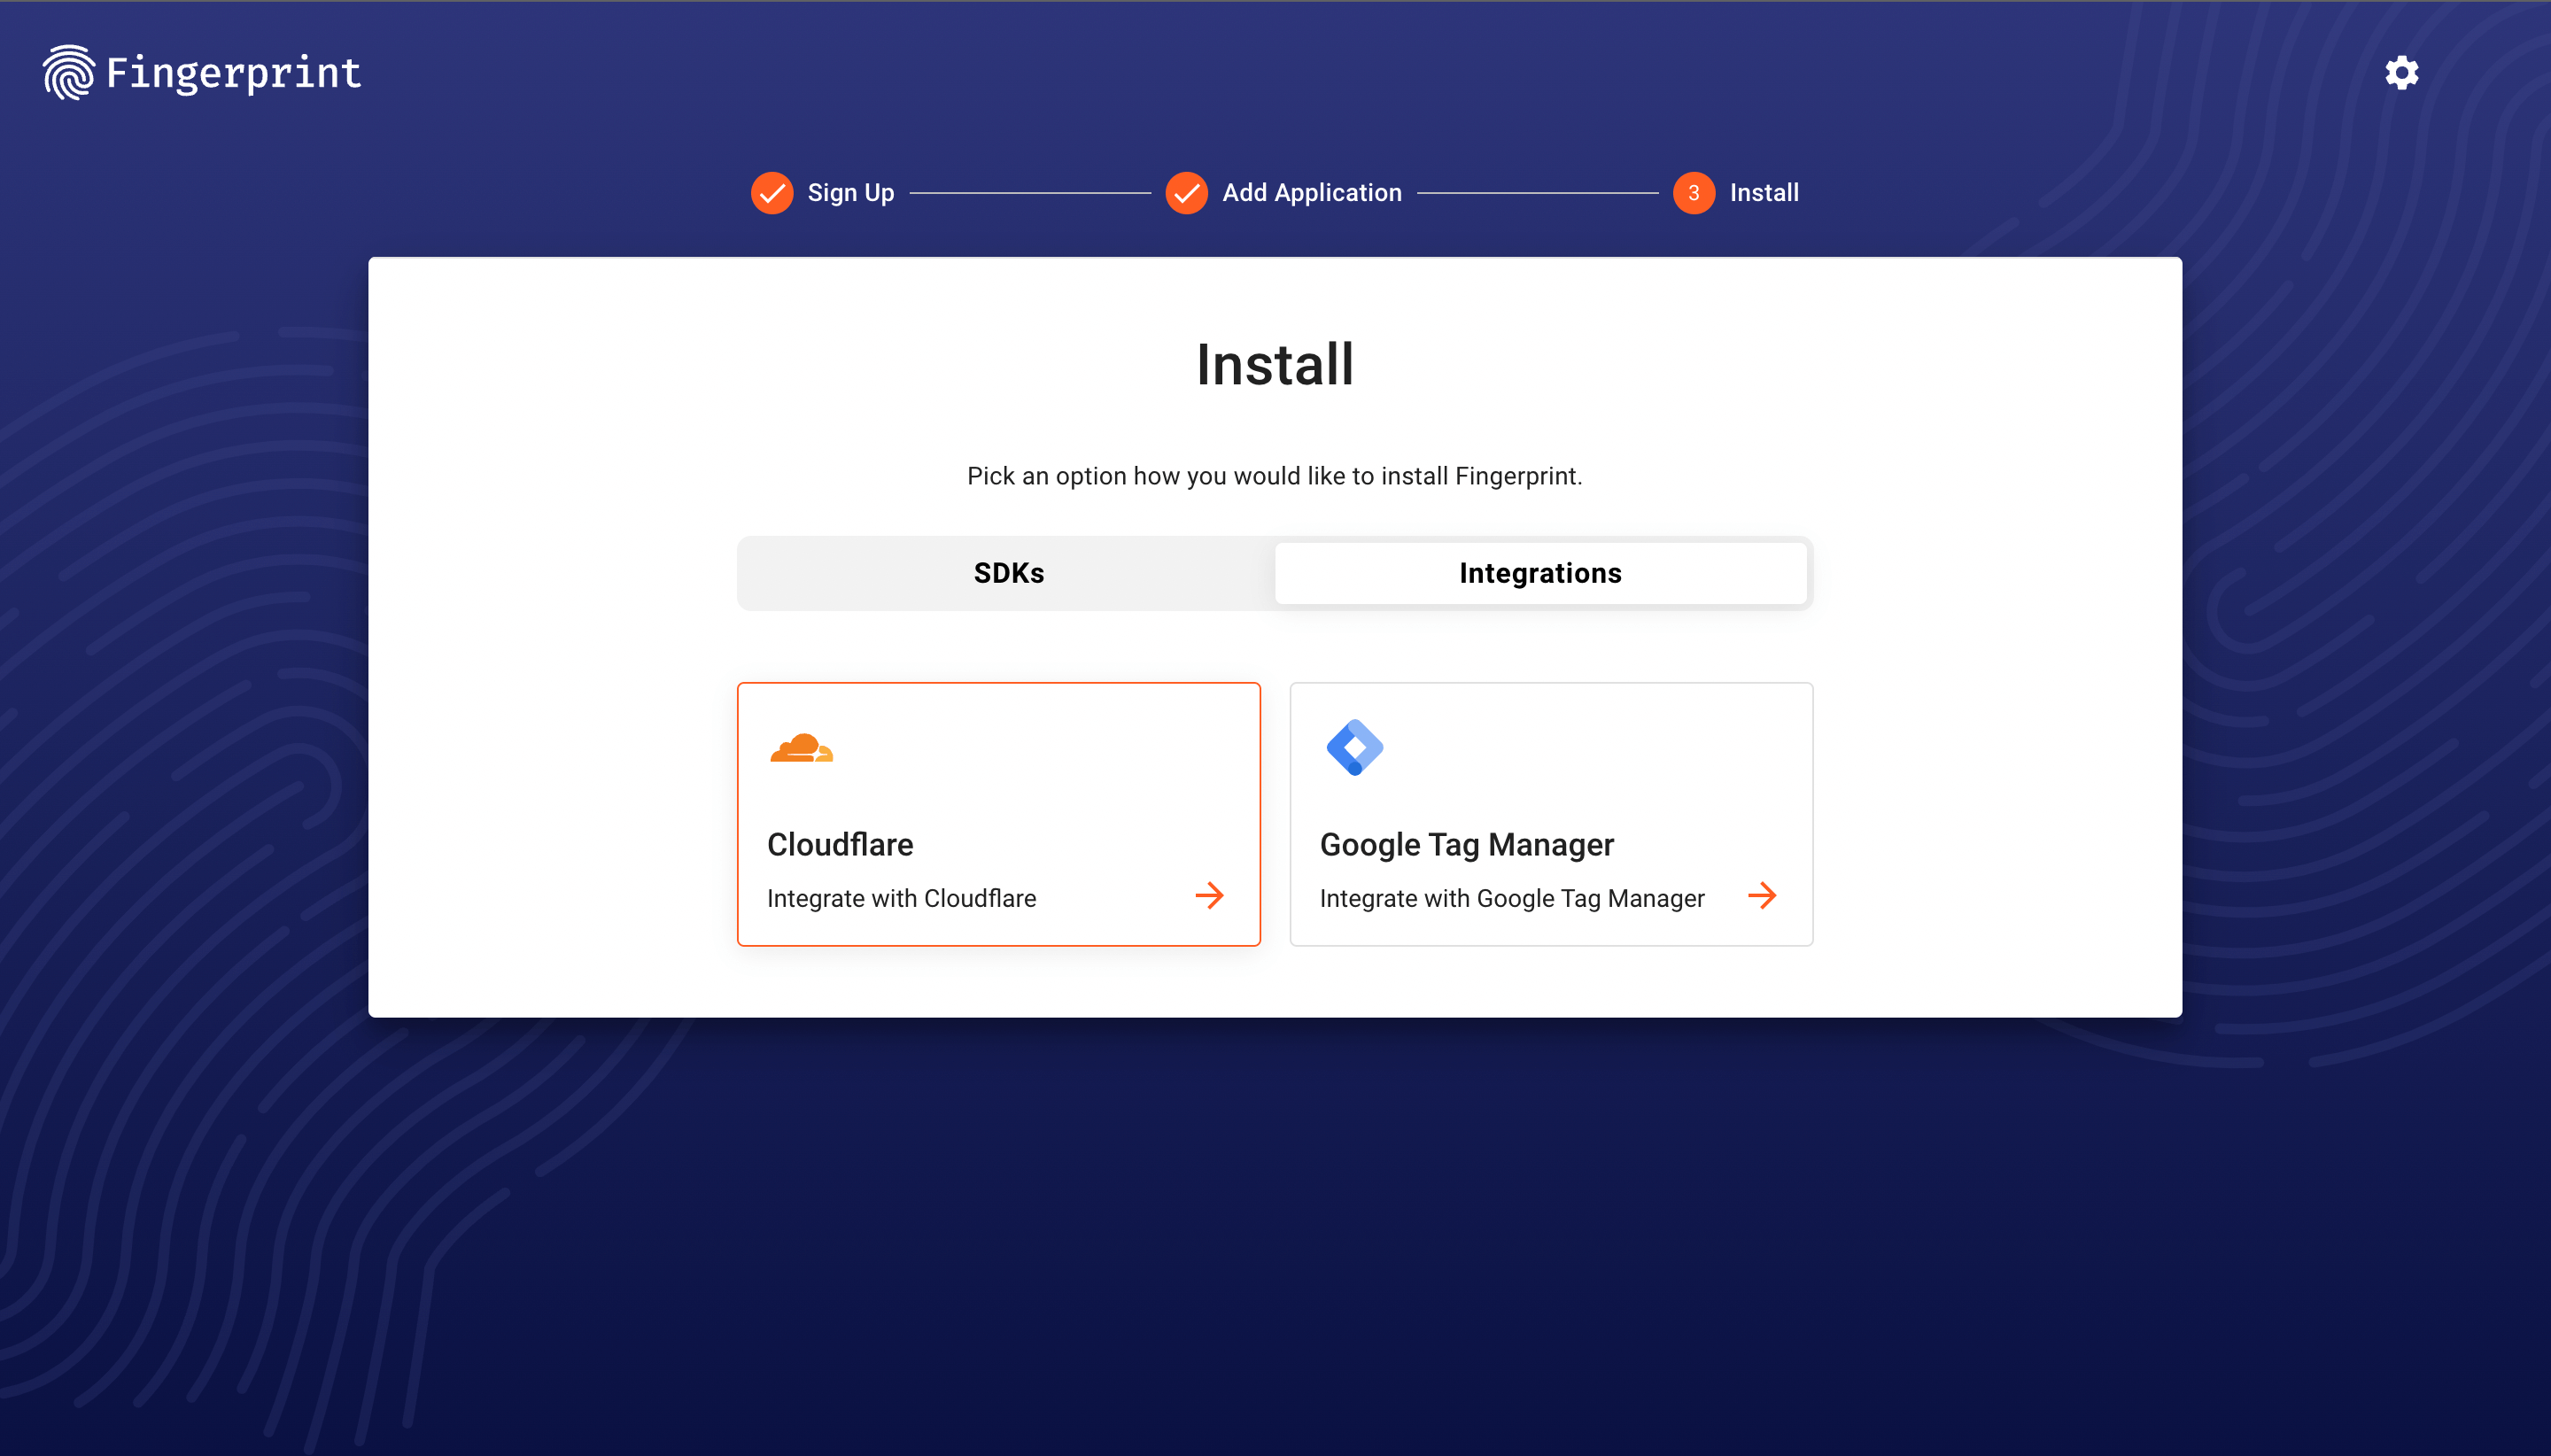 Fingerprint
Sign Up
Add Application
3 Install
Install
Pick an option how you would like to install Fingerprint.
SDKs
Integrations
Cloudflare
Integrate with Cloudflare
Google Tag Manager
Integrate with Google Tag Manager